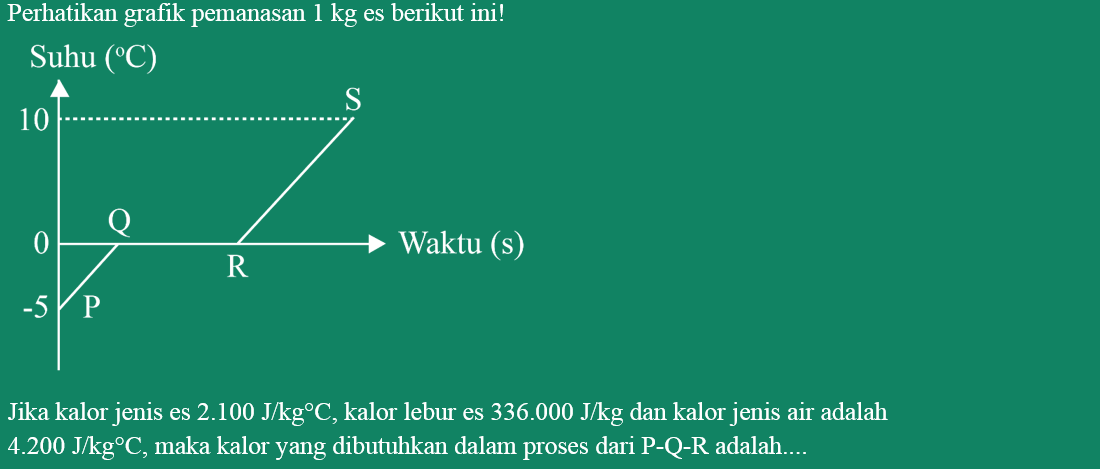 Perhatikan grafik pemanasan 1 kg es berikut ini!
Suhu (°C)
S
10
Q
0
Waktu (s)
R
-5
P
Jika kalor jenis es 2.100 J/kg°C, kalor lebur es 336.000 J/kg dan kalor jenis air adalah
4.200 J/kg°C, maka kalor yang dibutuhkan dalam proses dari P-Q-R adalah....